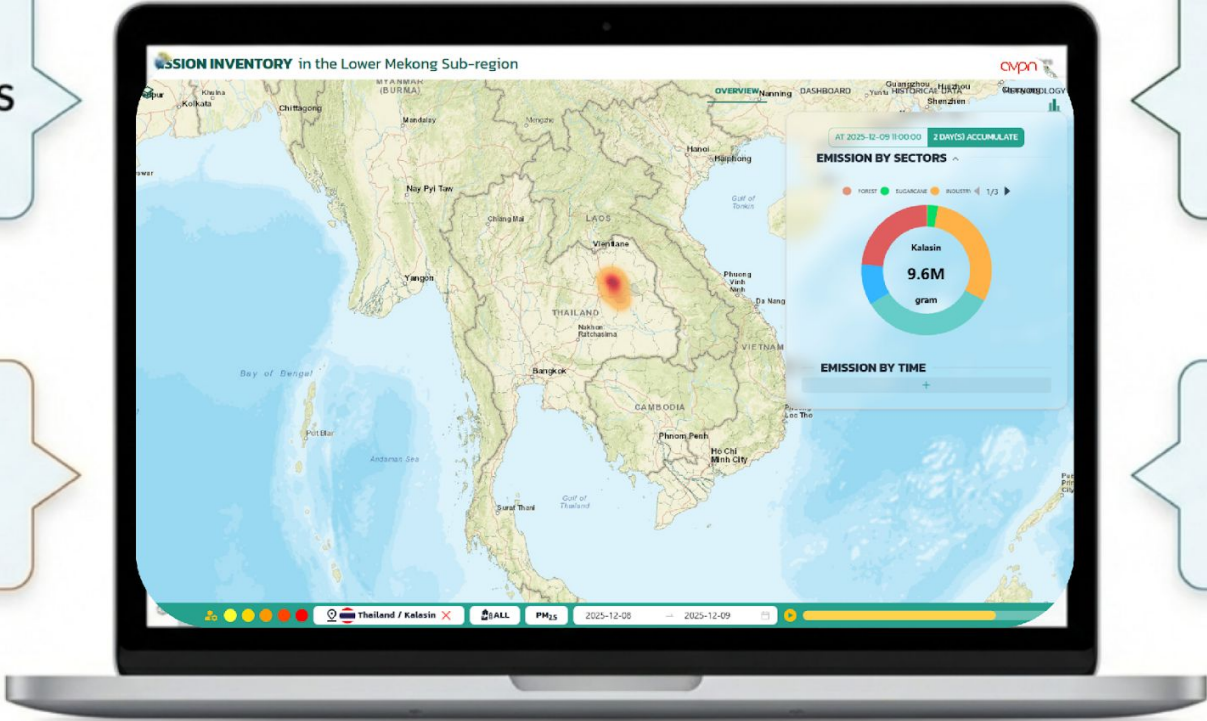 S
SSION INVENTORY in the Lower Mekong Sub-region
avpn
MYANMAR
(BURMA)
Kolkata
Chittagong
Mandalay
Nay Pyi Taw
Yangon
Chiang Mai
LAOS
Vientiane
Hanoi
Haiphong
Gulf of
Tonkin
THAILAND
Nakhon
Ratchasima
Bangkok
Da Nang
VIETNAM
CAMBODIA
Phnom Penh
Ho Chi
Minh City
Bay of Bengal
Port Blair
Andaman Sea
Gulf of
Thailand
Surat Thani
OVERVIEW
Nanning
DASHBOARD
HISTORICAL DATA
Guangzhou
Huizhou
Shenzhen
AT 2025-12-09 11:00:00
2 DAY(S) ACCUMULATE
EMISSION BY SECTORS
FOREST
SUGARCANE
INDUSTRY
1/3
Kalasin
9.6M
gram
EMISSION BY TIME
+
Thailand / Kalasin
ALL
PM2.5
2025-12-08 → 2025-12-09